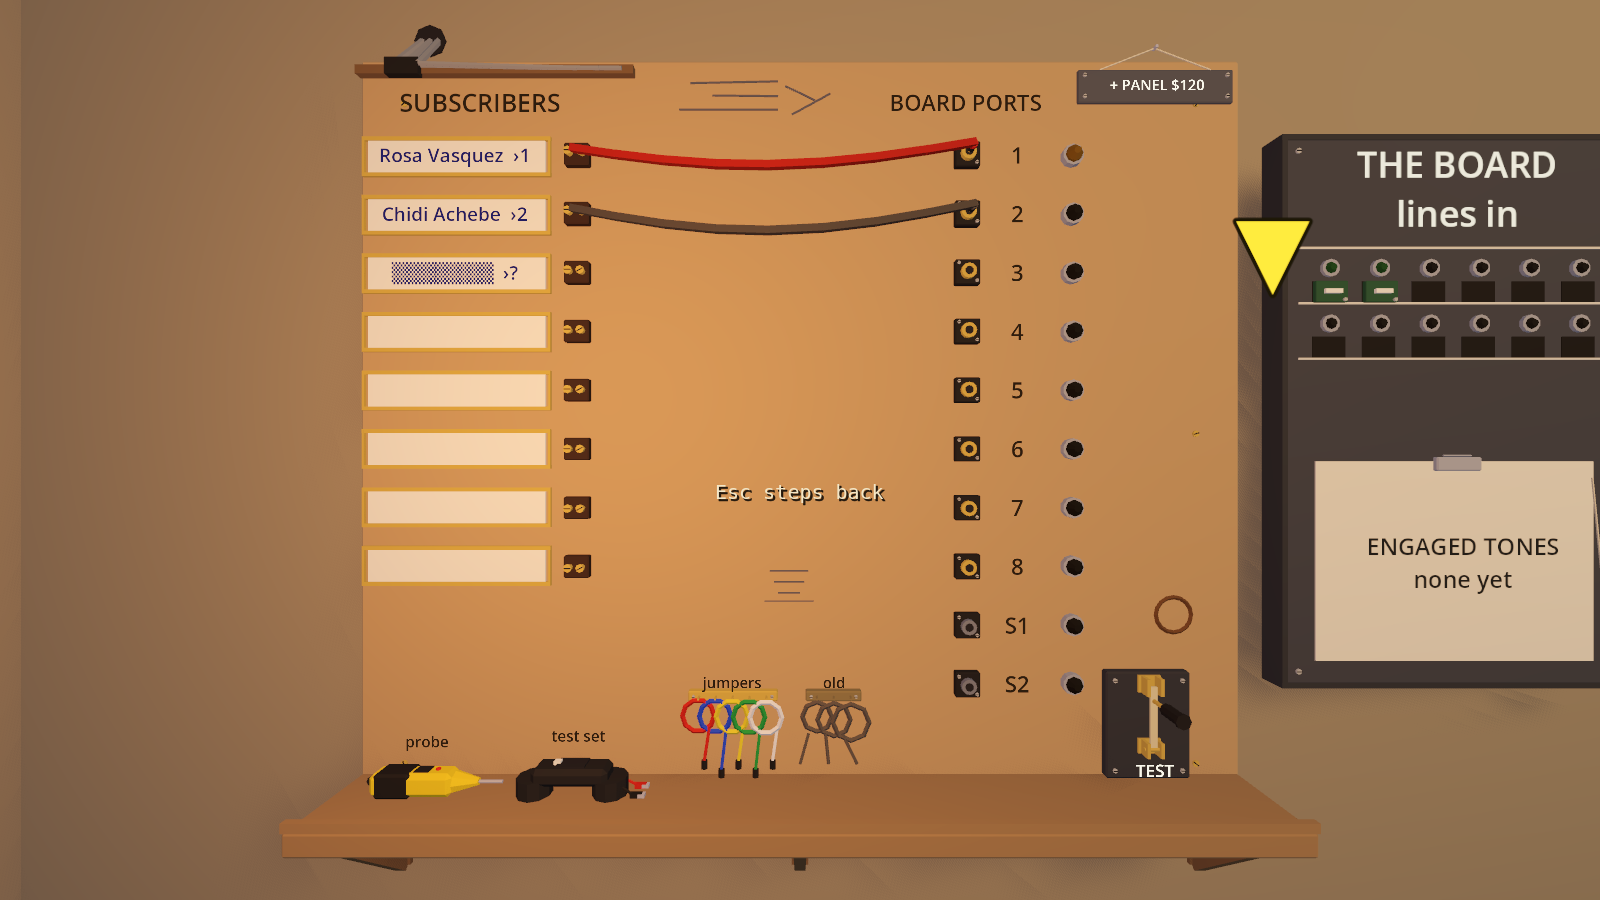 SUBSCRIBERS
BOARD PORTS
+ PANEL $120
Rosa Vasquez ›1
Chidi Achebe ›2
›?
1
2
3
4
5
6
7
8
S1
S2
THE BOARD
lines in
ENGAGED TONES
none yet
Esc steps back
jumpers
old
probe
test set
TEST